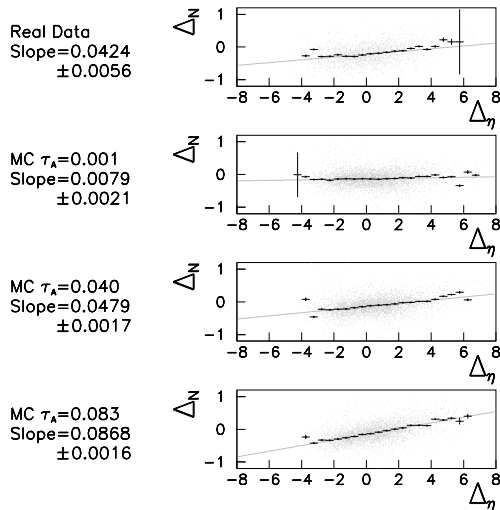 Real Data
Slope=0.0424
±0.0056
Δ_N
1
0
−1
−8 −6 −4 −2 0 2 4 6 8
Δ_η
MC τ_A=0.001
Slope=0.0079
±0.0021
Δ_N
1
0
−1
−8 −6 −4 −2 0 2 4 6 8
Δ_η
MC τ_A=0.040
Slope=0.0479
±0.0017
Δ_N
1
0
−1
−8 −6 −4 −2 0 2 4 6 8
Δ_η
MC τ_A=0.083
Slope=0.0868
±0.0016
Δ_N
1
0
−1
−8 −6 −4 −2 0 2 4 6 8
Δ_η